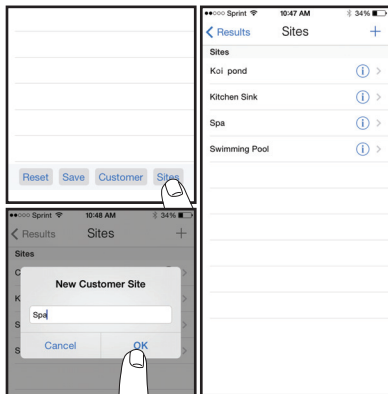 Reset Save Customer Sites
●●○○○ Sprint 10:48 AM 34%
Results Sites +
Sites
New Customer Site
Spa
Cancel OK
●●○○○ Sprint 10:47 AM 34%
Results Sites +
Sites
Koi pond
Kitchen Sink
Spa
Swimming Pool